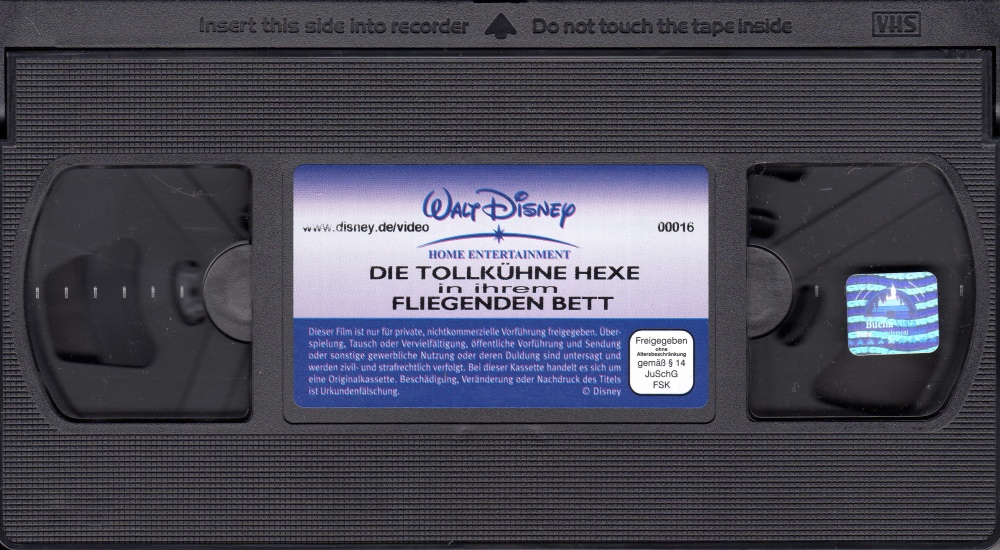 Insert this side into recorder Do not touch the tape inside VHS
WALT DISNEY
www.disney.de/video 00016
HOME ENTERTAINMENT
DIE TOLLKÜHNE HEXE
in ihrem
FLIEGENDEN BETT
Dieser Film ist nur für private, nichtkommerzielle Vorführung freigegeben. Über-
spielung, Tausch oder Vervielfältigung, öffentliche Vorführung und Sendung
oder sonstige gewerbliche Nutzung oder deren Duldung sind untersagt und
werden zivil- und strafrechtlich verfolgt. Bei dieser Kassette handelt es sich um
eine Originalkassette. Beschädigung, Veränderung oder Nachdruck des Titels
ist Urkundenfälschung. © Disney
Freigegeben
ohne
Altersbeschränkung
gemäß § 14
JuSchG
FSK
Buena